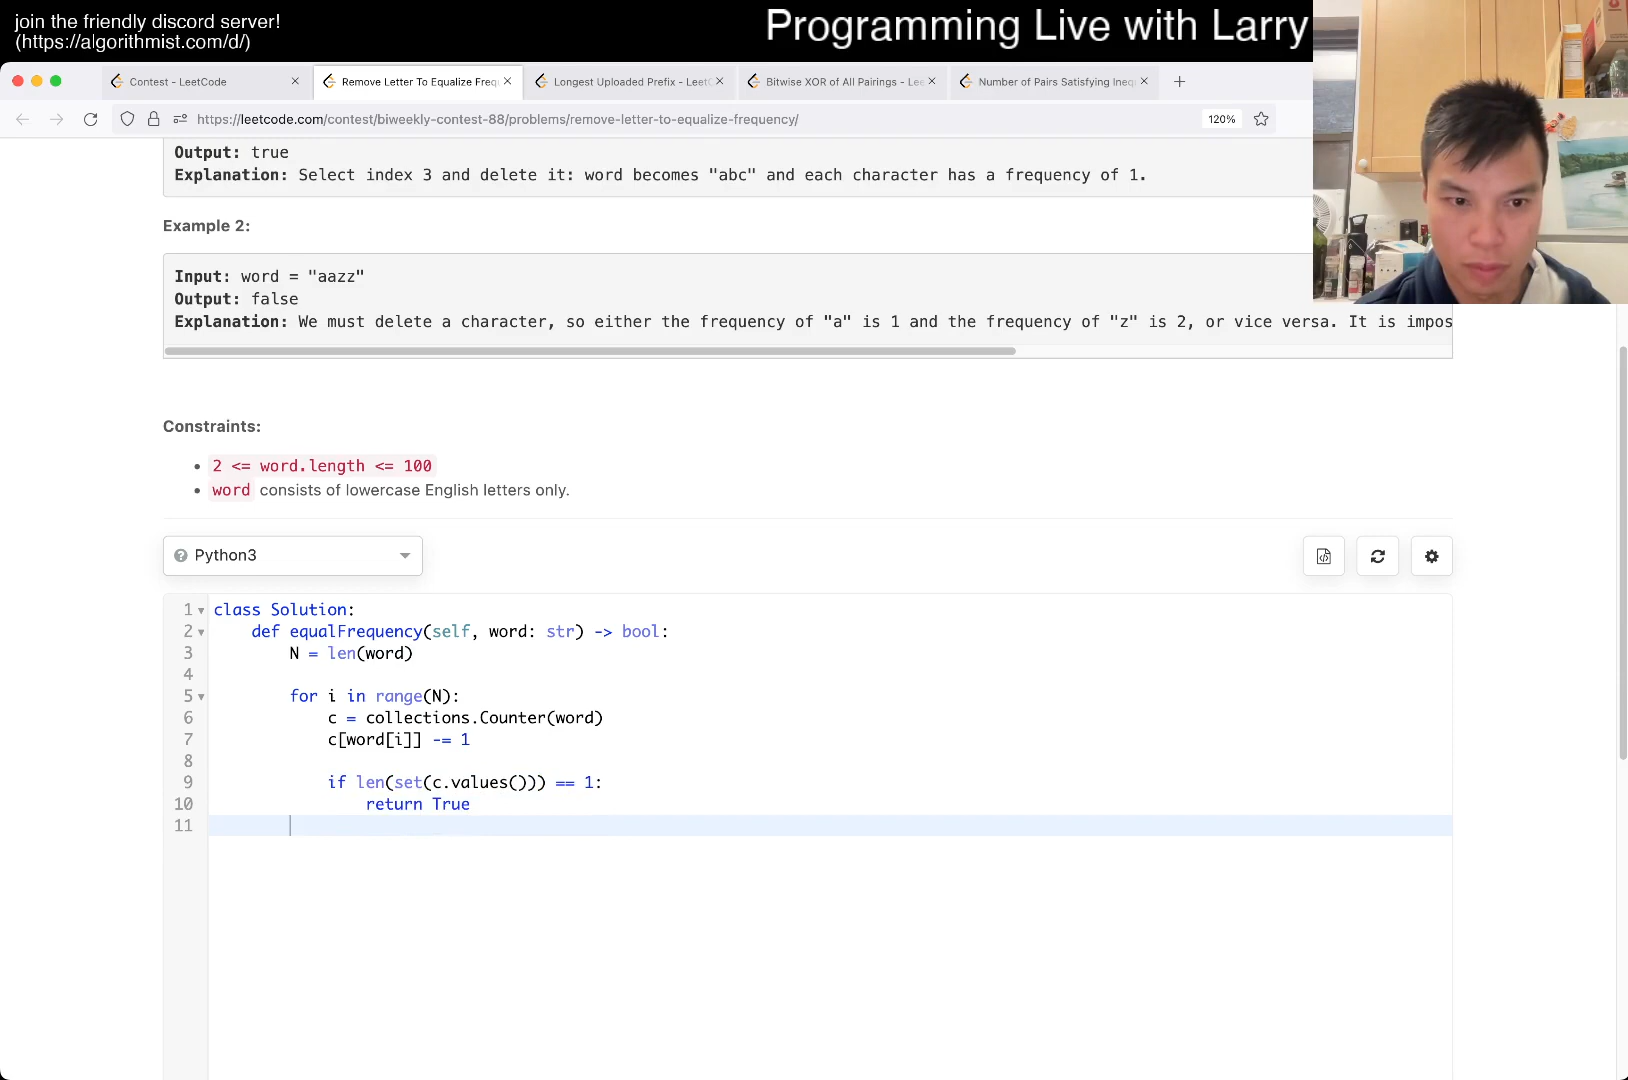 join the friendly discord server!
(https://algorithmist.com/d/)
Programming Live with Larry
Contest - LeetCode
Remove Letter To Equalize Freq
Longest Uploaded Prefix - LeetC
Bitwise XOR of All Pairings - Lee
Number of Pairs Satisfying Ineq
https://leetcode.com/contest/biweekly-contest-88/problems/remove-letter-to-equalize-frequency/
120%
Output: true
Explanation: Select index 3 and delete it: word becomes "abc" and each character has a frequency of 1.
Example 2:
Input: word = "aazz"
Output: false
Explanation: We must delete a character, so either the frequency of "a" is 1 and the frequency of "z" is 2, or vice versa. It is impos
Constraints:
2 <= word.length <= 100
word consists of lowercase English letters only.
Python3
1 class Solution:
2 def equalFrequency(self, word: str) -> bool:
3 N = len(word)
4
5 for i in range(N):
6 c = collections.Counter(word)
7 c[word[i]] -= 1
8
9 if len(set(c.values())) == 1:
10 return True
11